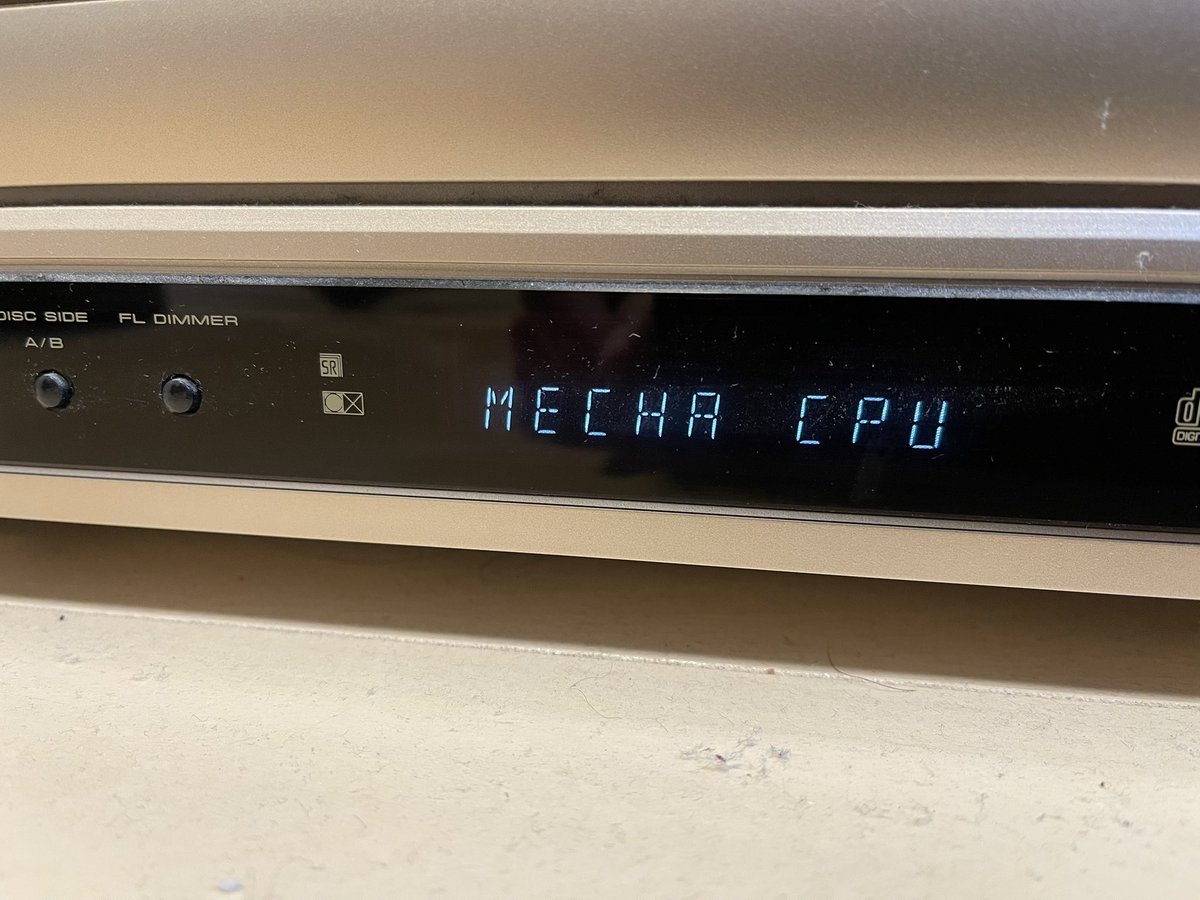 DISC SIDE
A/B
FL DIMMER
SR
MECHA CPU